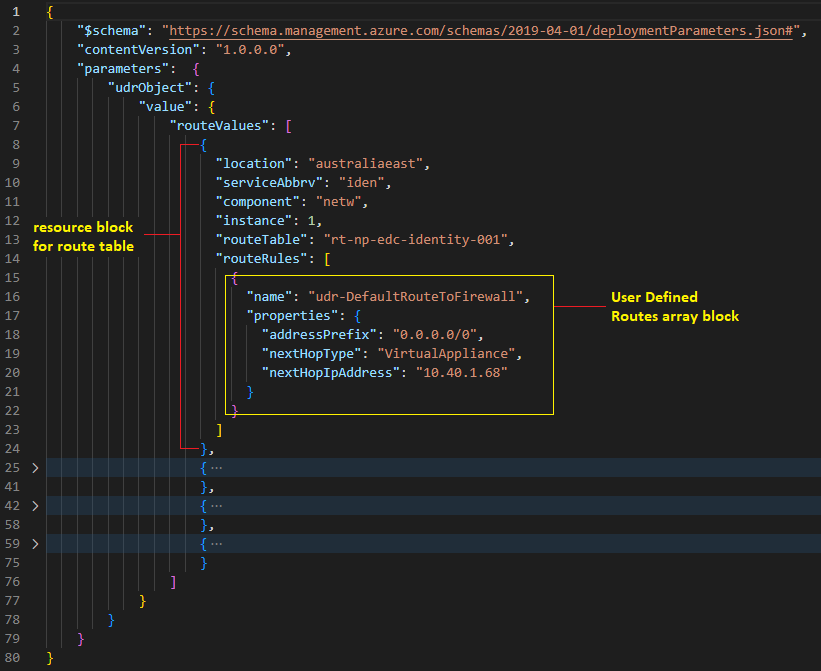 1 {
2 "$schema": "https://schema.management.azure.com/schemas/2019-04-01/deploymentParameters.json#",
3 "contentVersion": "1.0.0.0",
4 "parameters": {
5 "udrObject": {
6 "value": {
7 "routeValues": [
8 {
9 "location": "australiaeast",
10 "serviceAbbrv": "iden",
11 "component": "netw",
12 "instance": 1,
13 "routeTable": "rt-np-edc-identity-001",
14 "routeRules": [
15 {
16 "name": "udr-DefaultRouteToFirewall",
17 "properties": {
18 "addressPrefix": "0.0.0.0/0",
19 "nextHopType": "VirtualAppliance",
20 "nextHopIpAddress": "10.40.1.68"
21 }
22 }
23 ]
24 },
25 > { ···
41 },
42 > { ···
58 },
59 > { ···
75 }
76 ]
77 }
78 }
79 }
80 }
resource block
for route table
User Defined
Routes array block